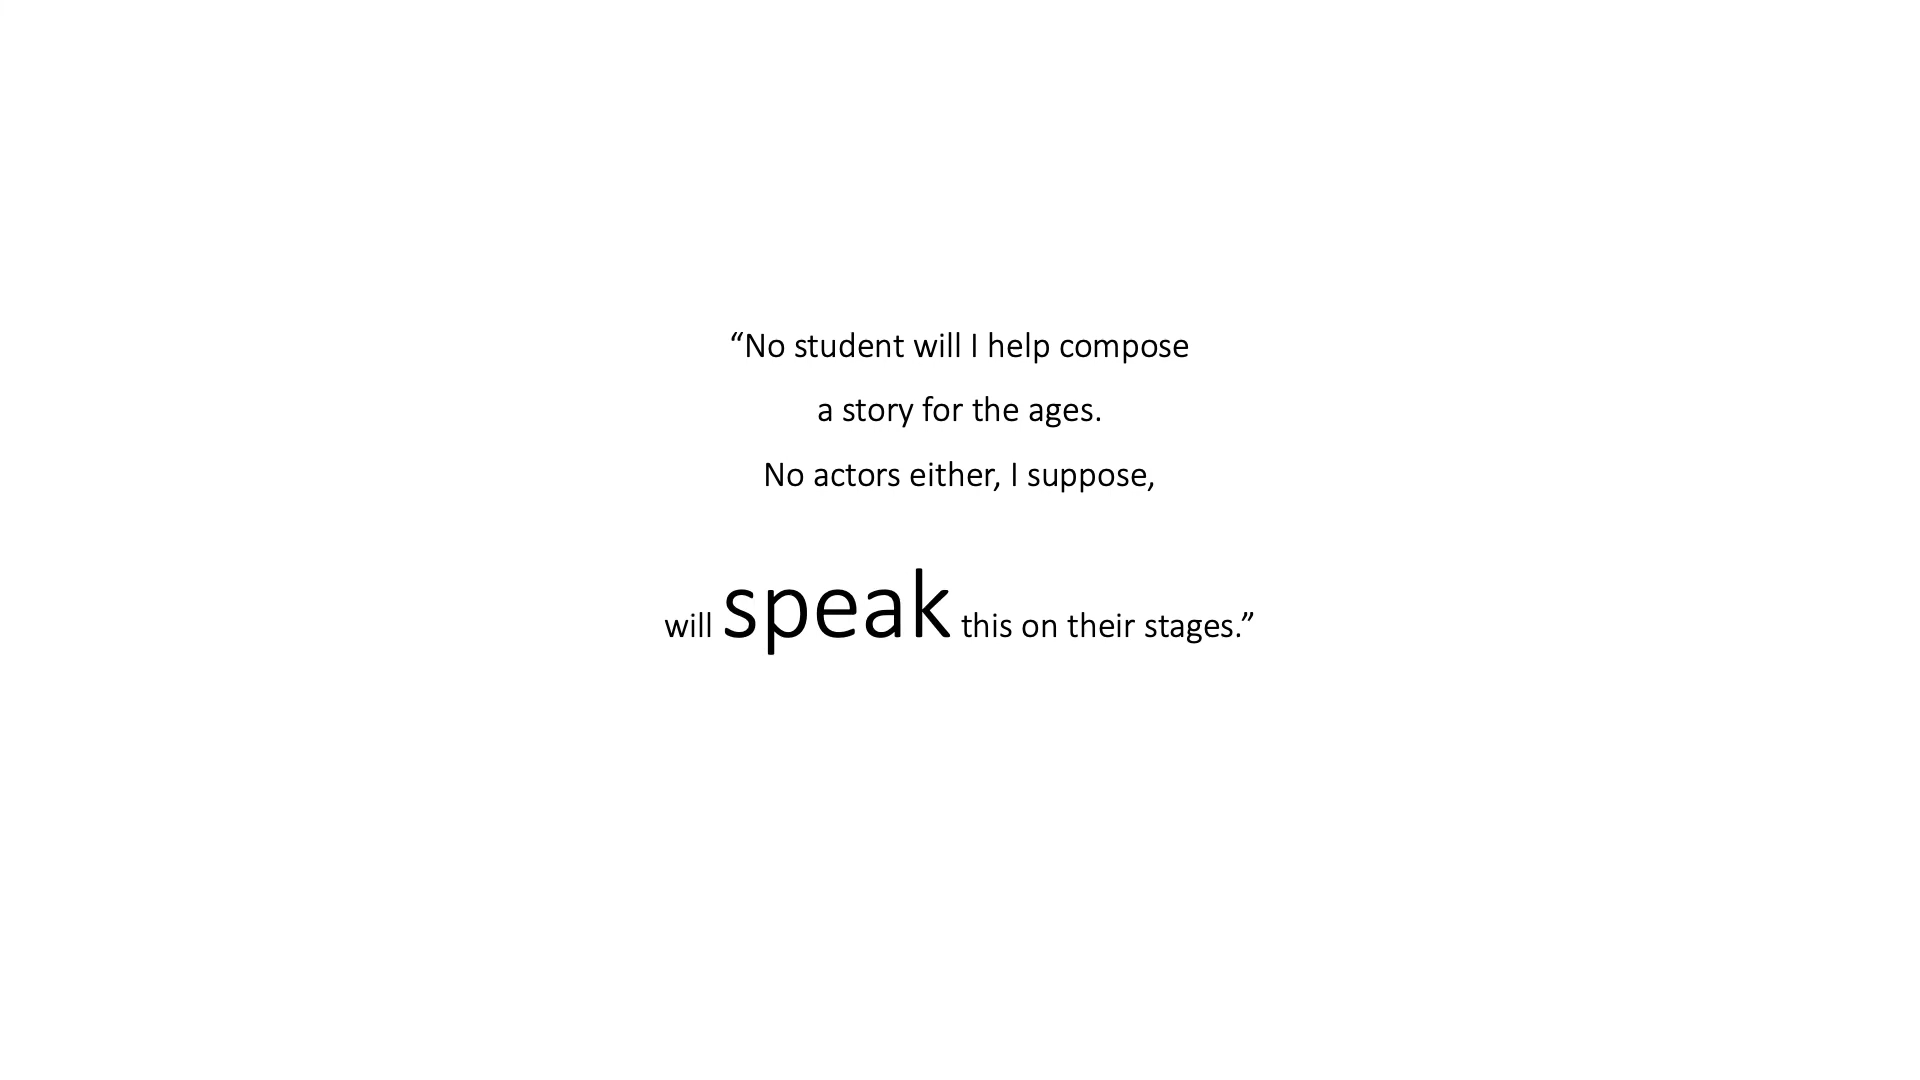 “No student will I help compose
a story for the ages.
No actors either, I suppose,
will speak this on their stages.”